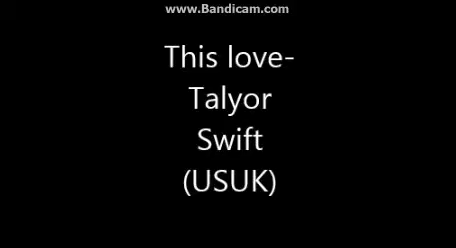 www.Bandicam.com
This love-
Talyor
Swift
(USUK)